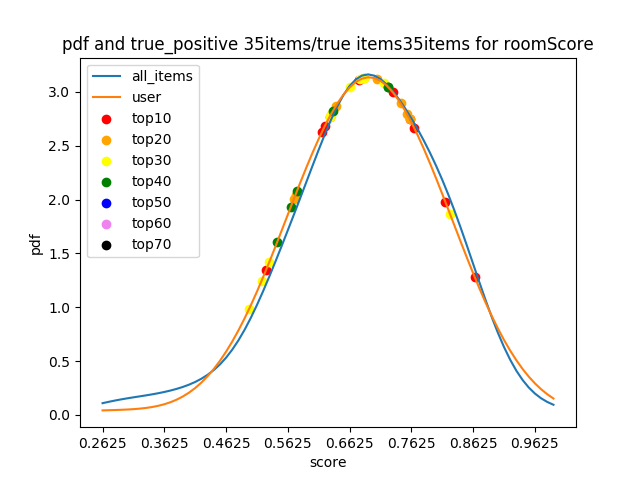 pdf and true_positive 35items/true items35items for roomScore
all_items
user
top10
top20
top30
top40
top50
top60
top70
pdf
3.0
2.5
2.0
1.5
1.0
0.5
0.0
0.2625 0.3625 0.4625 0.5625 0.6625 0.7625 0.8625 0.9625
score